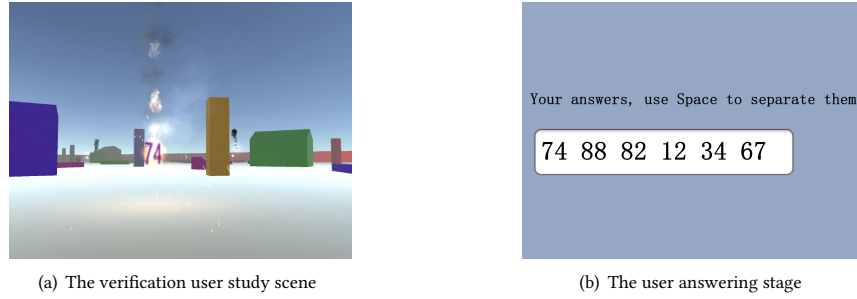 74
Your answers, use Space to separate them
74 88 82 12 34 67
(a) The verification user study scene
(b) The user answering stage